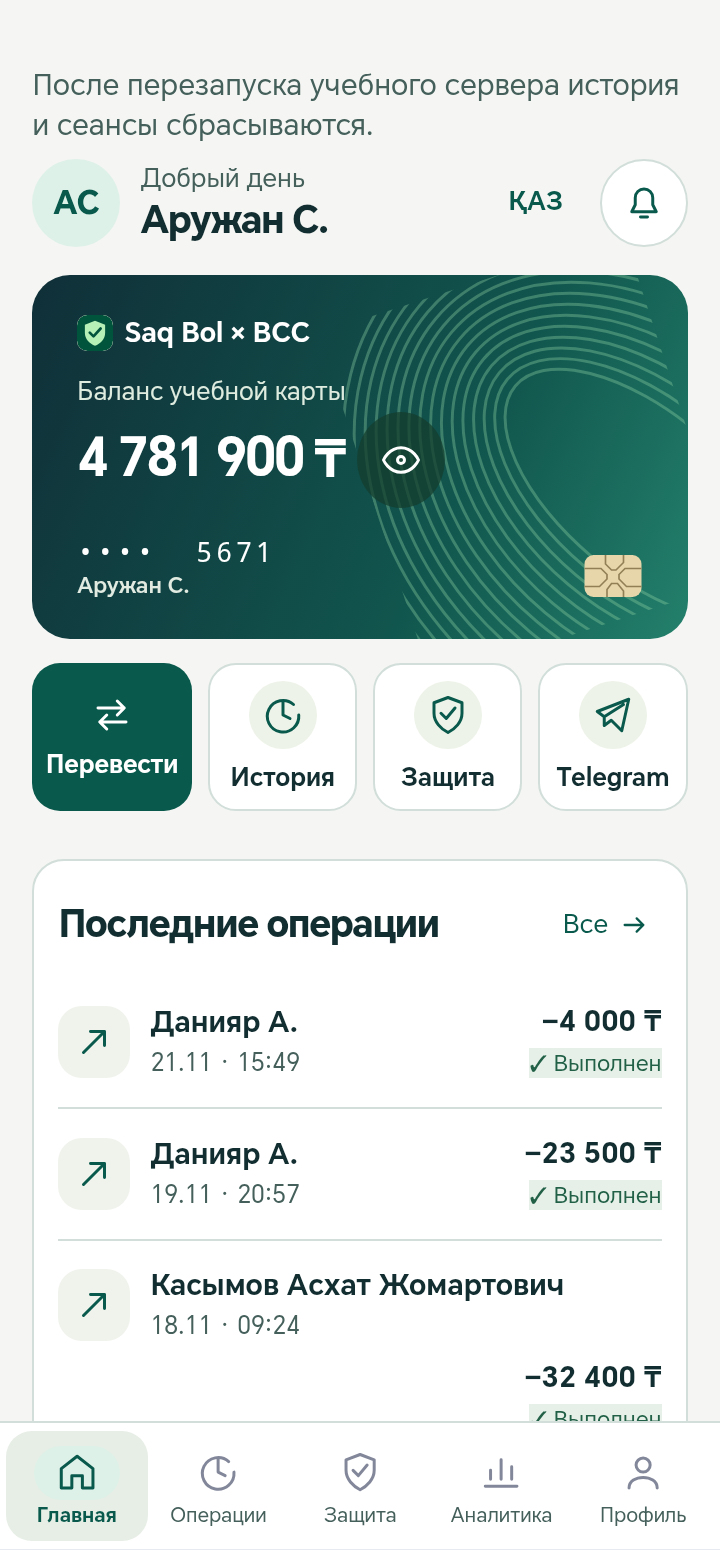 После перезапуска учебного сервера история
и сеансы сбрасываются.
АС
Добрый день
Аружан С.
ҚАЗ
Saq Bol × BCC
Баланс учебной карты
4 781 900 ₸
•••• 5671
Аружан С.
Перевести
История
Защита
Telegram
Последние операции
Все →
Данияр А.
−4 000 ₸
21.11 · 15:49
✓ Выполнен
Данияр А.
−23 500 ₸
19.11 · 20:57
✓ Выполнен
Касымов Асхат Жомартович
18.11 · 09:24
−32 400 ₸
✓ Выполнен
Главная
Операции
Защита
Аналитика
Профиль